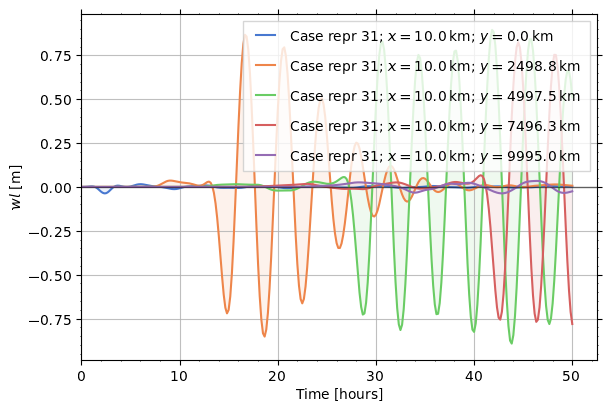 Case repr 31; x = 10.0 km; y = 0.0 km
Case repr 31; x = 10.0 km; y = 2498.8 km
Case repr 31; x = 10.0 km; y = 4997.5 km
Case repr 31; x = 10.0 km; y = 7496.3 km
Case repr 31; x = 10.0 km; y = 9995.0 km
0.75
0.50
0.25
0.00
−0.25
−0.50
−0.75
wl [m]
0 10 20 30 40 50
Time [hours]